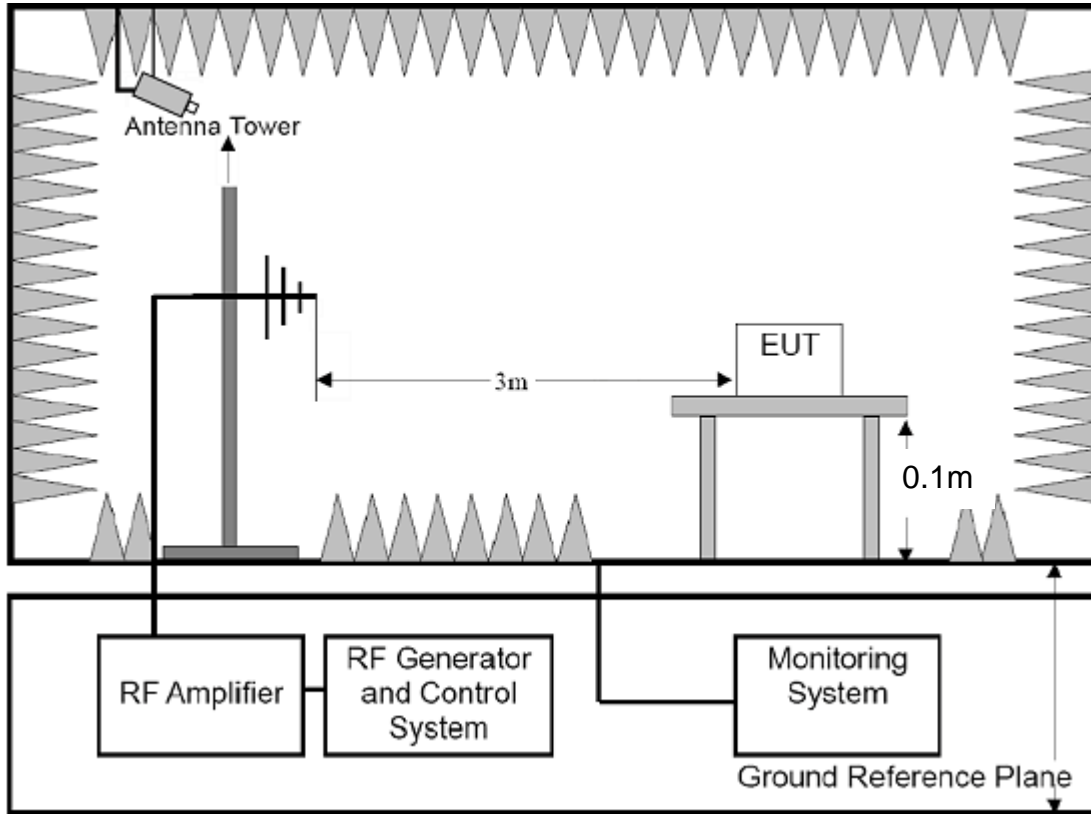 Antenna Tower
EUT
3m
0.1m
RF Amplifier
RF Generator
and Control
System
Monitoring
System
Ground Reference Plane